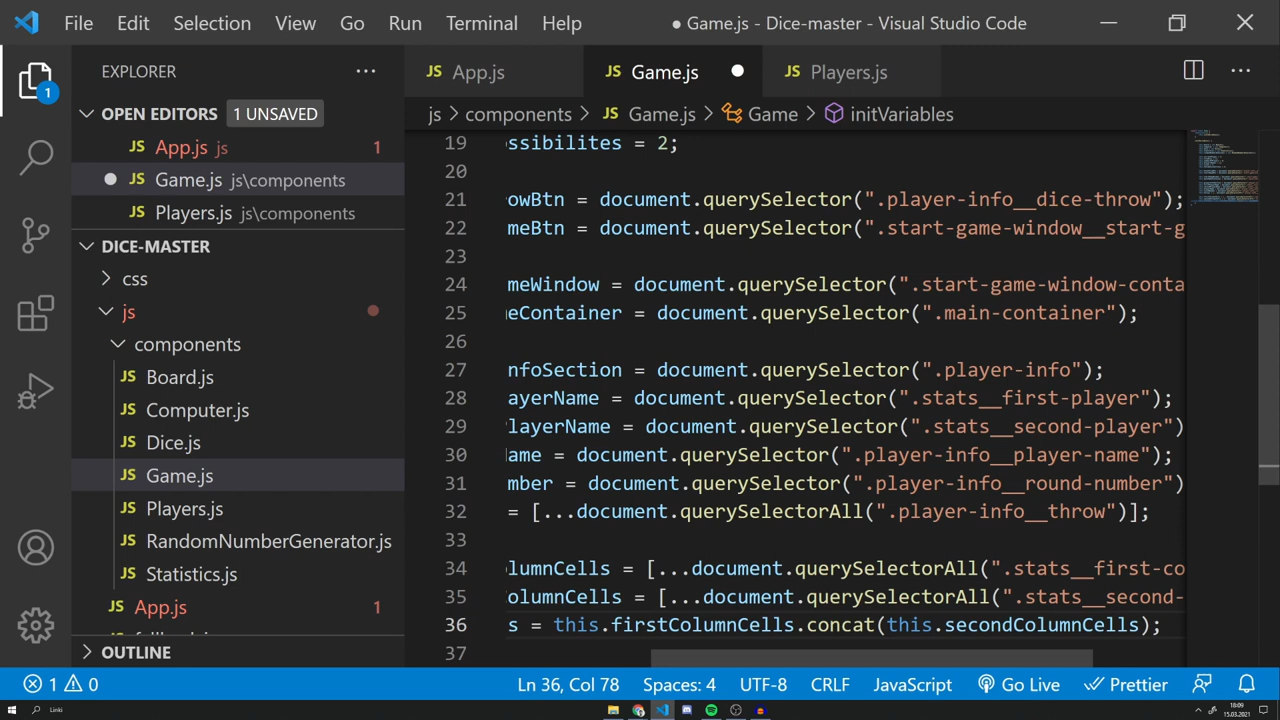 File Edit Selection View Go Run Terminal Help ● Game.js - Dice-master - Visual Studio Code
EXPLORER ···
JS App.js JS Game.js ● JS Players.js ···
OPEN EDITORS 1 UNSAVED
js > components > JS Game.js > Game > initVariables
JS App.js js 1
● JS Game.js js\components
JS Players.js js\components
DICE-MASTER
css
js
components
JS Board.js
JS Computer.js
JS Dice.js
JS Game.js
JS Players.js
JS RandomNumberGenerator.js
JS Statistics.js
JS App.js 1
OUTLINE
19 ssibilites = 2;
20
21 rowBtn = document.querySelector(".player-info__dice-throw");
22 meBtn = document.querySelector(".start-game-window__start-g
23
24 meWindow = document.querySelector(".start-game-window-conta
25 eContainer = document.querySelector(".main-container");
26
27 nfoSection = document.querySelector(".player-info");
28 ayerName = document.querySelector(".stats__first-player");
29 layerName = document.querySelector(".stats__second-player")
30 ame = document.querySelector(".player-info__player-name");
31 mber = document.querySelector(".player-info__round-number")
32 = [...document.querySelectorAll(".player-info__throw")];
33
34 lumnCells = [...document.querySelectorAll(".stats__first-co
35 olumnCells = [...document.querySelectorAll(".stats__second-
36 s = this.firstColumnCells.concat(this.secondColumnCells);
37
1 0 Ln 36, Col 78 Spaces: 4 UTF-8 CRLF JavaScript Go Live Prettier
Linki
18:09
15.03.2021